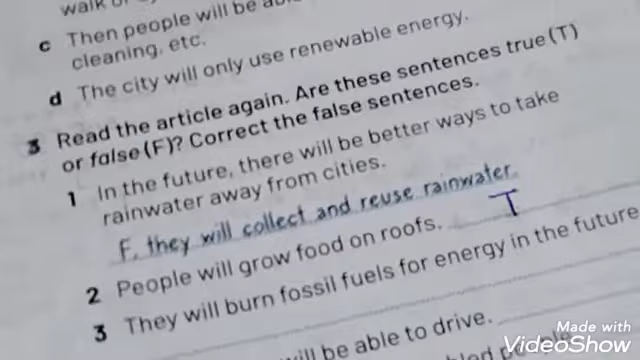 walk
c Then people will be
cleaning, etc.
d The city will only use renewable energy.
3 Read the article again. Are these sentences true (T)
or false (F)? Correct the false sentences.
1 In the future, there will be better ways to take
rainwater away from cities.
F, they will collect and reuse rainwater.
2 People will grow food on roofs. T
3 They will burn fossil fuels for energy in the future
will be able to drive.
Made with
VideoShow